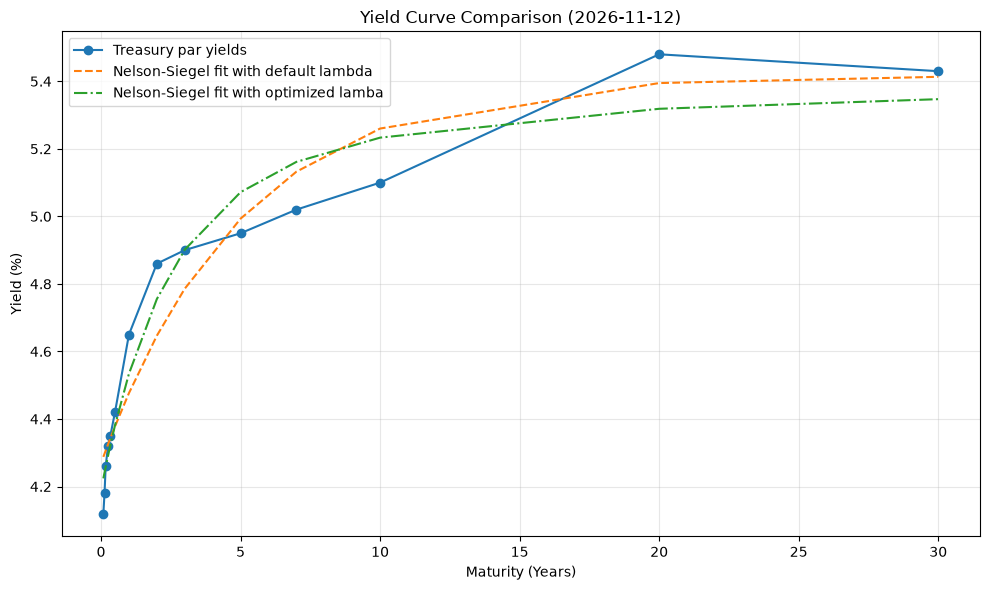 Yield Curve Comparison (2026-11-12)
Treasury par yields
Nelson-Siegel fit with default lambda
Nelson-Siegel fit with optimized lamba
Yield (%)
5.4
5.2
5.0
4.8
4.6
4.4
4.2
0 5 10 15 20 25 30
Maturity (Years)